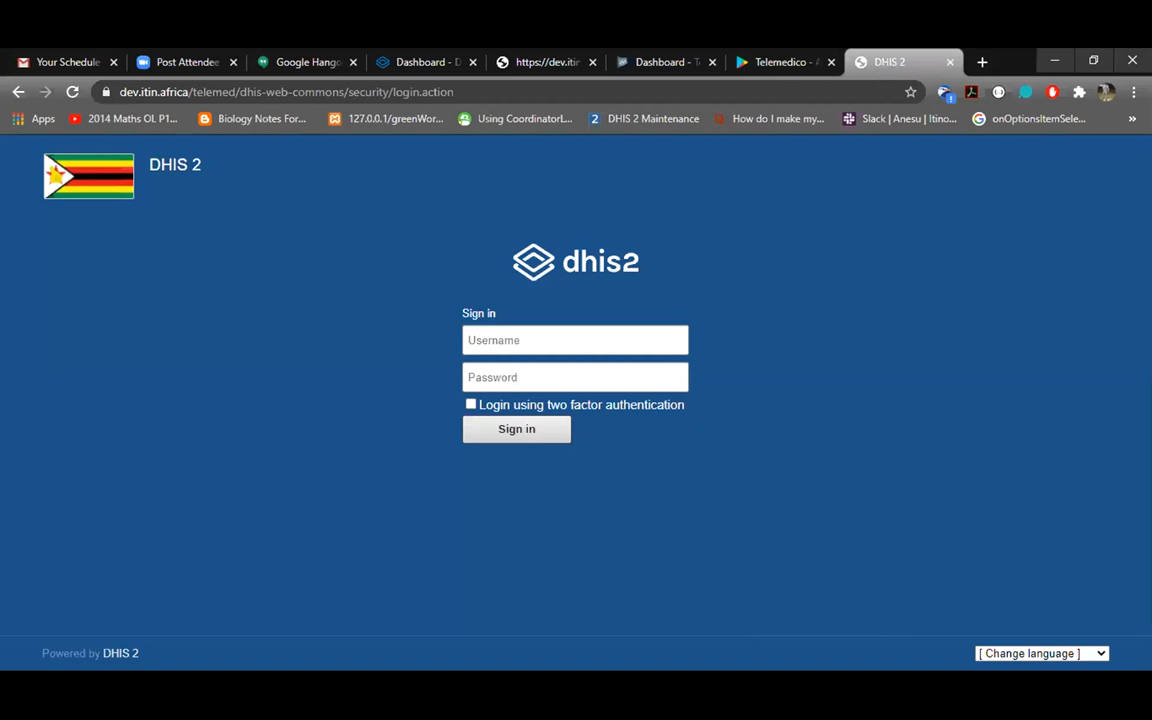 Your Schedule
Post Attendee
Google Hango
Dashboard - D
https://dev.itin
Dashboard - T
Telemedico - A
DHIS 2
dev.itin.africa/telemed/dhis-web-commons/security/login.action
Apps
2014 Maths OL P1...
Biology Notes For...
127.0.0.1/greenWor...
Using CoordinatorL...
DHIS 2 Maintenance
How do I make my...
Slack | Anesu | Itino...
onOptionsItemSele...
»
DHIS 2
dhis2
Sign in
Username
Password
Login using two factor authentication
Sign in
Powered by DHIS 2
[ Change language ]